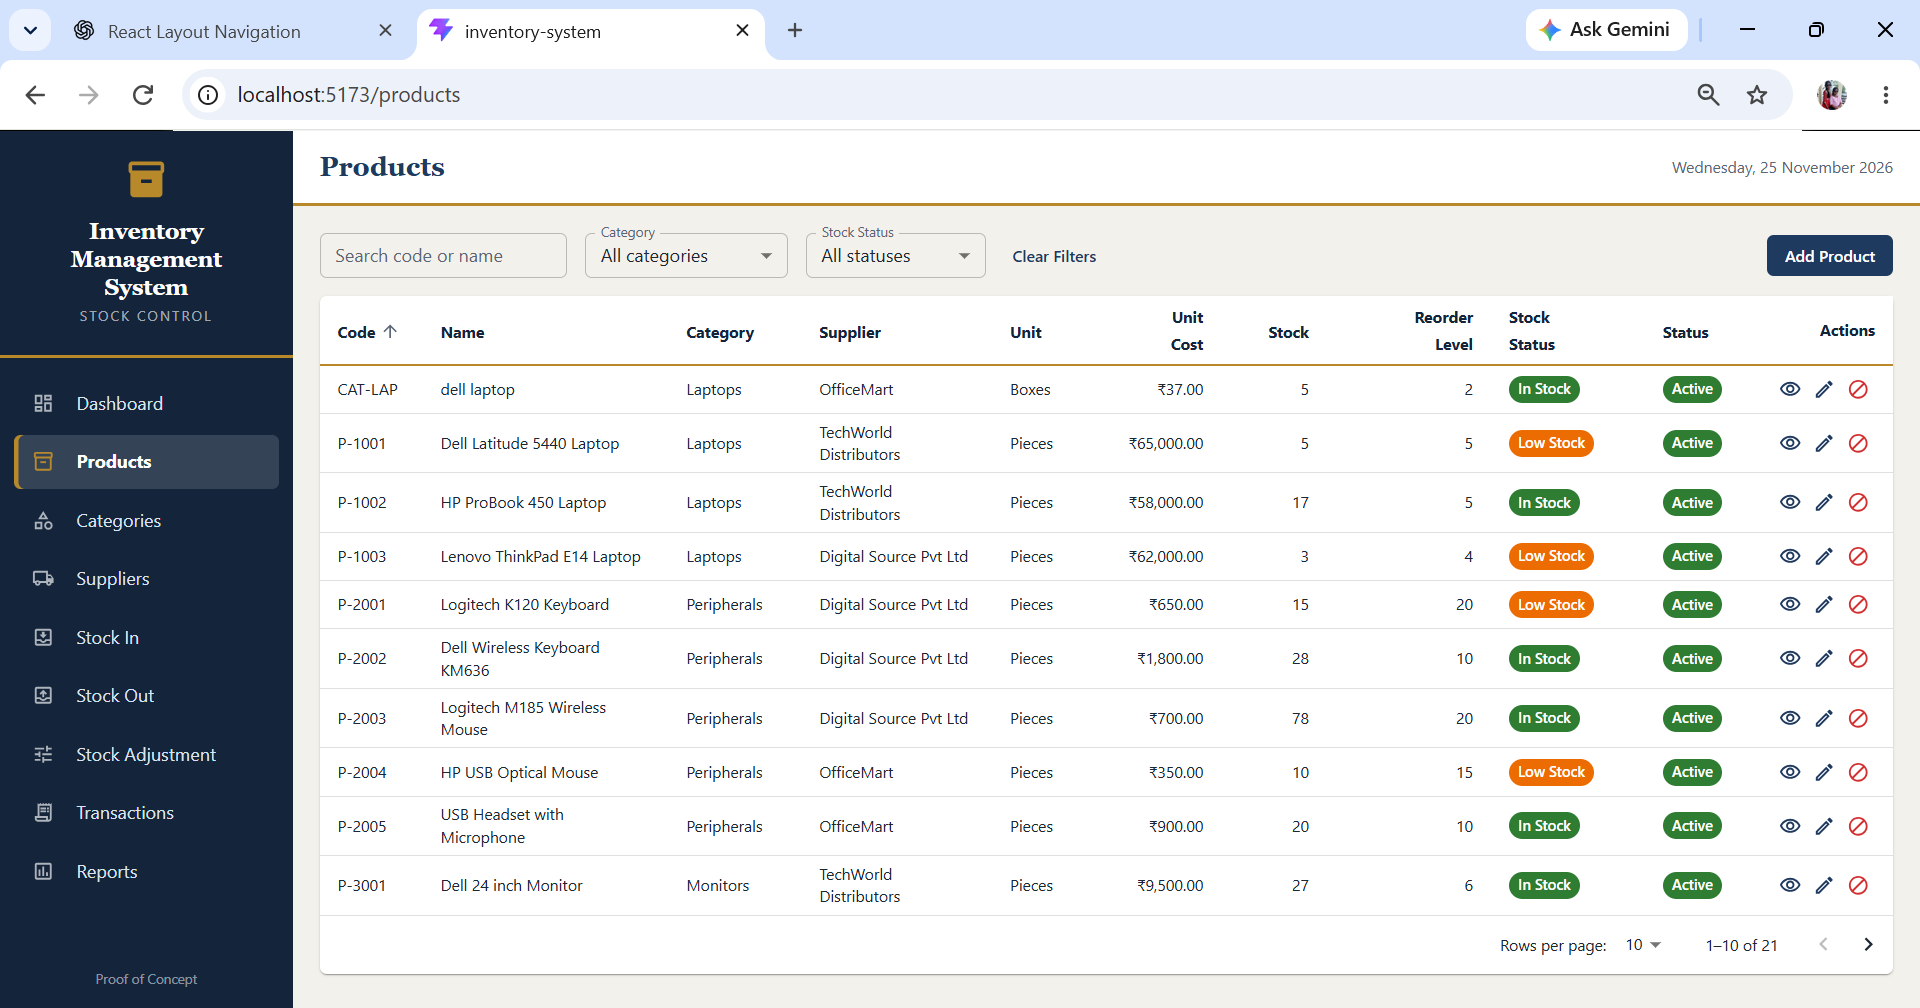 React Layout Navigation
inventory-system
Ask Gemini
localhost:5173/products
Inventory
Management
System
STOCK CONTROL
Dashboard
Products
Categories
Suppliers
Stock In
Stock Out
Stock Adjustment
Transactions
Reports
Proof of Concept
Products
Wednesday, 25 November 2026
Search code or name
Category
All categories
Stock Status
All statuses
Clear Filters
Add Product
Code Name Category Supplier Unit Unit Cost Stock Reorder Level Stock Status Status Actions
CAT-LAP dell laptop Laptops OfficeMart Boxes ₹37.00 5 2 In Stock Active
P-1001 Dell Latitude 5440 Laptop Laptops TechWorld Distributors Pieces ₹65,000.00 5 5 Low Stock Active
P-1002 HP ProBook 450 Laptop Laptops TechWorld Distributors Pieces ₹58,000.00 17 5 In Stock Active
P-1003 Lenovo ThinkPad E14 Laptop Laptops Digital Source Pvt Ltd Pieces ₹62,000.00 3 4 Low Stock Active
P-2001 Logitech K120 Keyboard Peripherals Digital Source Pvt Ltd Pieces ₹650.00 15 20 Low Stock Active
P-2002 Dell Wireless Keyboard KM636 Peripherals Digital Source Pvt Ltd Pieces ₹1,800.00 28 10 In Stock Active
P-2003 Logitech M185 Wireless Mouse Peripherals Digital Source Pvt Ltd Pieces ₹700.00 78 20 In Stock Active
P-2004 HP USB Optical Mouse Peripherals OfficeMart Pieces ₹350.00 10 15 Low Stock Active
P-2005 USB Headset with Microphone Peripherals OfficeMart Pieces ₹900.00 20 10 In Stock Active
P-3001 Dell 24 inch Monitor Monitors TechWorld Distributors Pieces ₹9,500.00 27 6 In Stock Active
Rows per page: 10 1–10 of 21